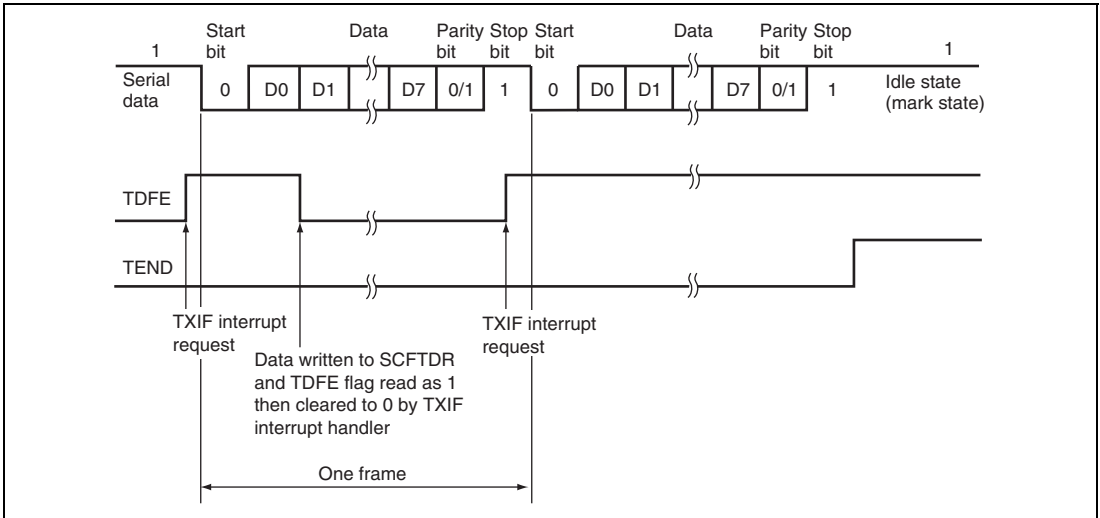 Start bit Data Parity bit Stop bit Start bit Data Parity bit Stop bit
1 1
Serial data 0 D0 D1 D7 0/1 1 0 D0 D1 D7 0/1 1 Idle state (mark state)
TDFE
TEND
TXIF interrupt request
TXIF interrupt request
Data written to SCFTDR
and TDFE flag read as 1
then cleared to 0 by TXIF
interrupt handler
One frame